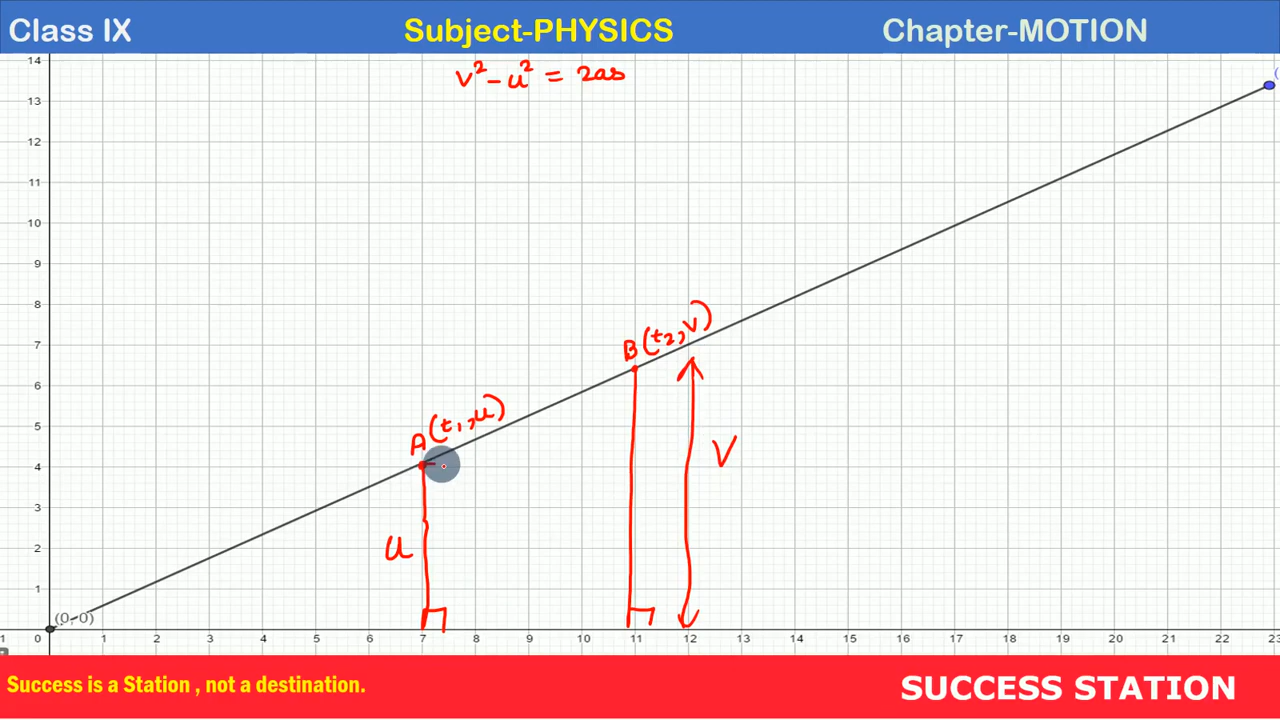 Class IX
Subject-PHYSICS
Chapter-MOTION
v² - u² = 2as
14
13
12
11
10
9
8
7
6
5
4
3
2
1
B(t₂,v)
A(t₁,u)
V
u
(0, 0)
1 0 1 2 3 4 5 6 7 8 9 10 11 12 13 14 15 16 17 18 19 20 21 22 23
Success is a Station , not a destination.
SUCCESS STATION